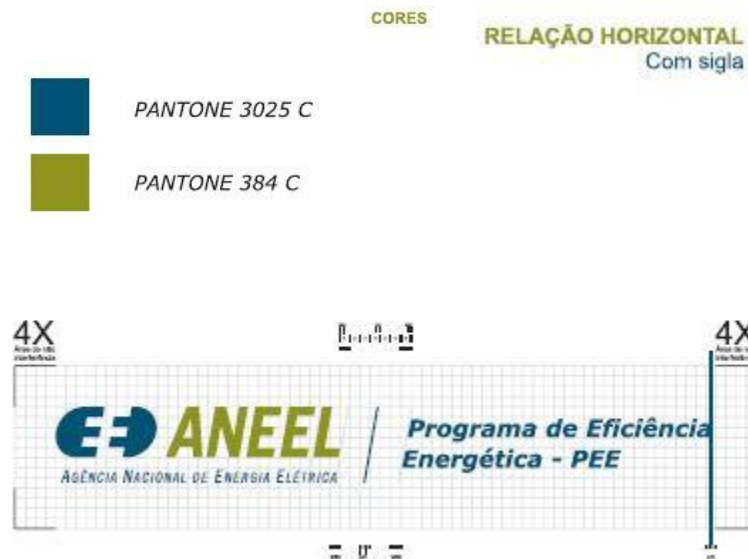 CORES
RELAÇÃO HORIZONTAL
Com sigla
PANTONE 3025 C
PANTONE 384 C
4X
4X
ANEEL
AGÊNCIA NACIONAL DE ENERGIA ELÉTRICA
Programa de Eficiência
Energética - PEE